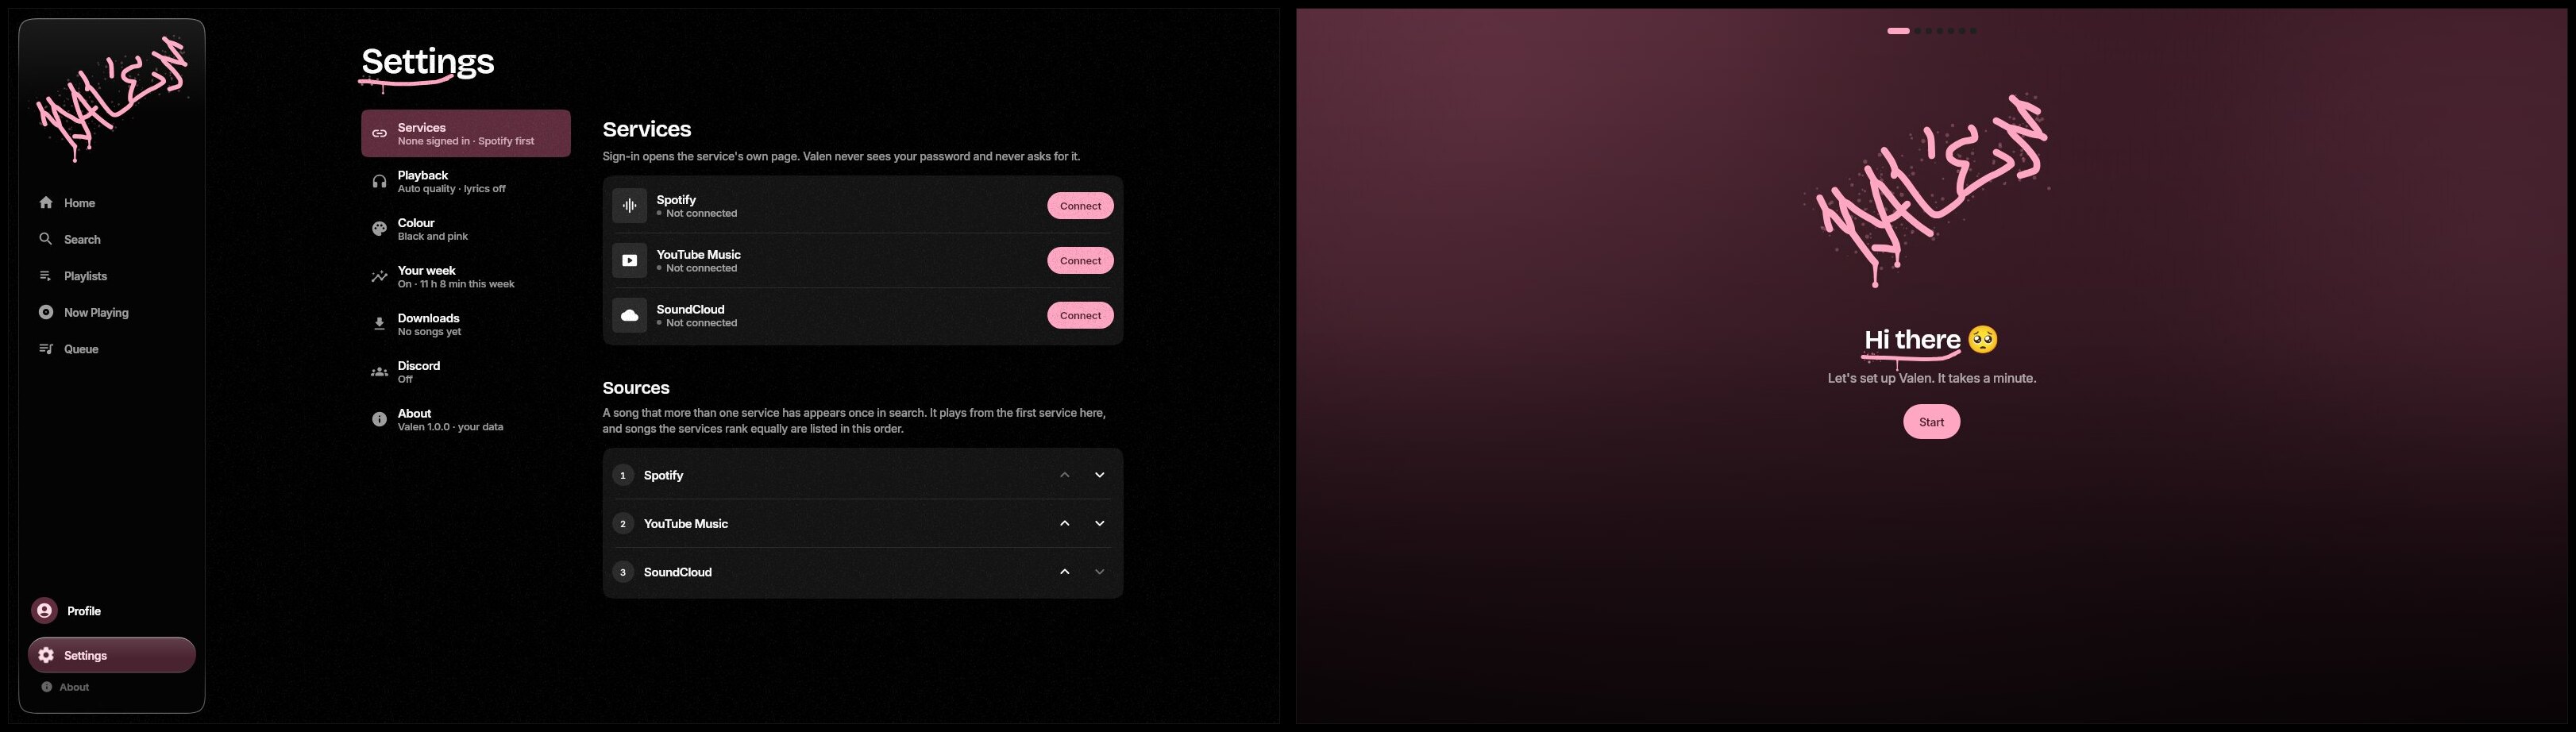 VALEN
Home
Search
Playlists
Now Playing
Queue
Profile
Settings
About
Settings
Services
None signed in · Spotify first
Playback
Auto quality · lyrics off
Colour
Black and pink
Your week
On · 11 h 8 min this week
Downloads
No songs yet
Discord
Off
About
Valen 1.0.0 · your data
Services
Sign-in opens the service's own page. Valen never sees your password and never asks for it.
Spotify
Not connected
Connect
YouTube Music
Not connected
Connect
SoundCloud
Not connected
Connect
Sources
A song that more than one service has appears once in search. It plays from the first service here,
and songs the services rank equally are listed in this order.
1 Spotify
2 YouTube Music
3 SoundCloud
VALEN
Hi there 🥺
Let's set up Valen. It takes a minute.
Start